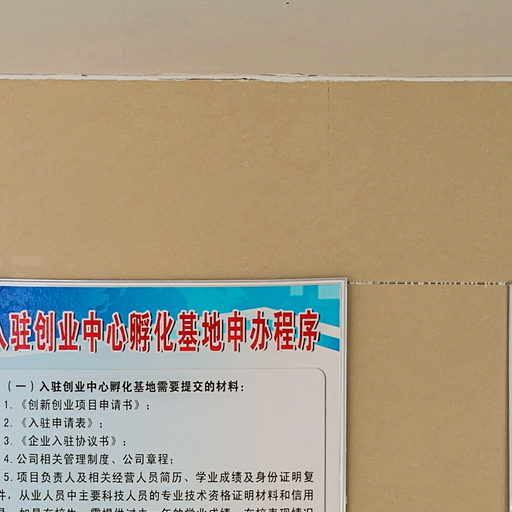 入驻创业中心孵化基地申办程序
（一）入驻创业中心孵化基地需要提交的材料：
1.《创新创业项目申请书》；
2.《入驻申请表》；
3.《企业入驻协议书》；
4.公司相关管理制度、公司章程；
5.项目负责人及相关经营人员简历、学业成绩及身份证明复
件，从业人员中主要科技人员的专业技术资格证明材料和信用